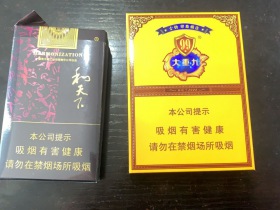 HARMONIZATION
和天下
本公司提示
吸烟有害健康
请勿在禁烟场所吸烟
大重九
本公司提示
吸烟有害健康
请勿在禁烟场所吸烟